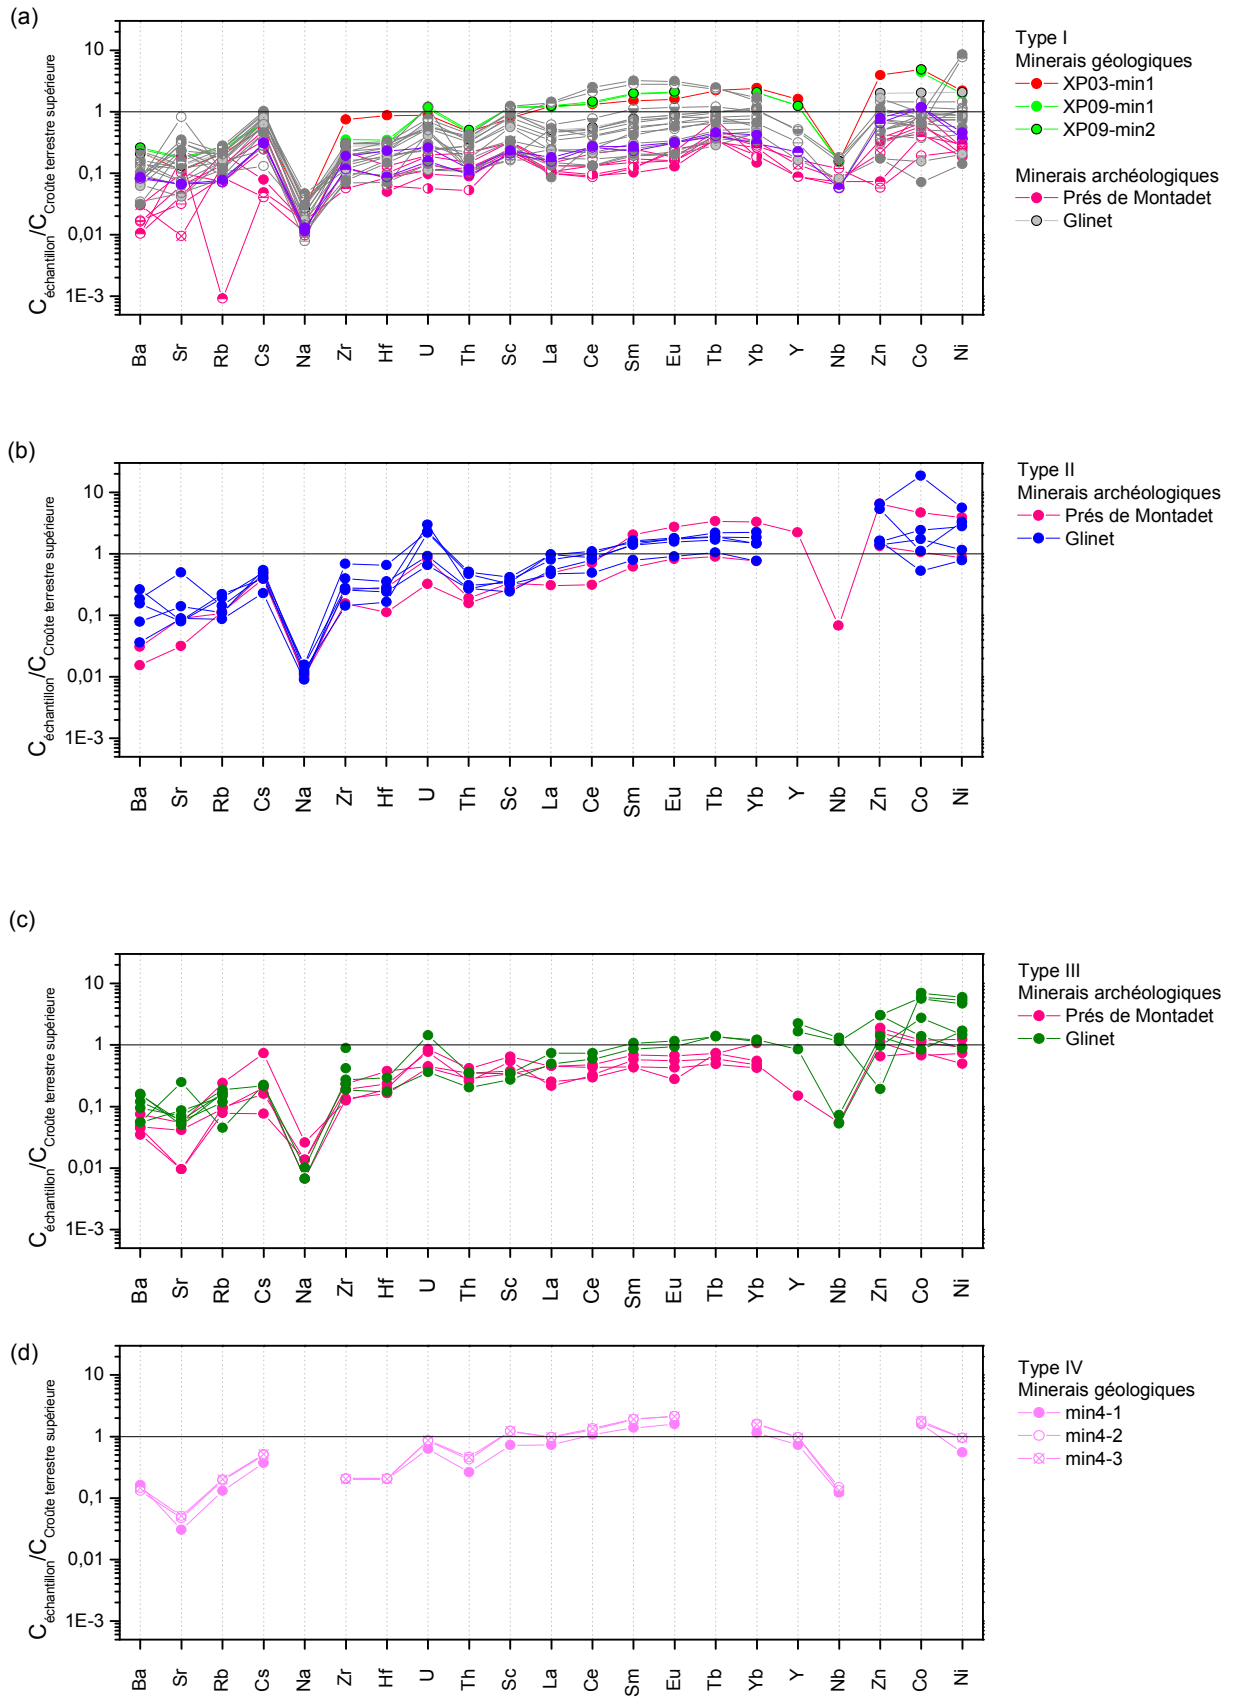 (a)
10
1
0,1
0,01
1E-3
C échantillon/C Croûte terrestre supérieure
Ba Sr Rb Cs Na Zr Hf U Th Sc La Ce Sm Eu Tb Yb Y Nb Zn Co Ni
Type I
Minerais géologiques
XP03-min1
XP09-min1
XP09-min2
Minerais archéologiques
Prés de Montadet
Glinet
(b)
10
1
0,1
0,01
1E-3
C échantillon/C Croûte terrestre supérieure
Ba Sr Rb Cs Na Zr Hf U Th Sc La Ce Sm Eu Tb Yb Y Nb Zn Co Ni
Type II
Minerais archéologiques
Prés de Montadet
Glinet
(c)
10
1
0,1
0,01
1E-3
C échantillon/C Croûte terrestre supérieure
Ba Sr Rb Cs Na Zr Hf U Th Sc La Ce Sm Eu Tb Yb Y Nb Zn Co Ni
Type III
Minerais archéologiques
Prés de Montadet
Glinet
(d)
10
1
0,1
0,01
1E-3
C échantillon/C Croûte terrestre supérieure
Ba Sr Rb Cs Na Zr Hf U Th Sc La Ce Sm Eu Tb Yb Y Nb Zn Co Ni
Type IV
Minerais géologiques
min4-1
min4-2
min4-3